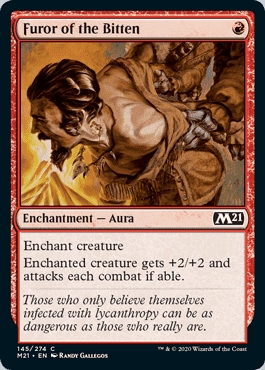 Furor of the Bitten
Enchantment — Aura
M21
Enchant creature
Enchanted creature gets +2/+2 and
attacks each combat if able.
Those who only believe themselves
infected with lycanthropy can be as
dangerous as those who really are.
145/274 C
M21 • EN RANDY GALLEGOS
™ & © 2020 Wizards of the Coast